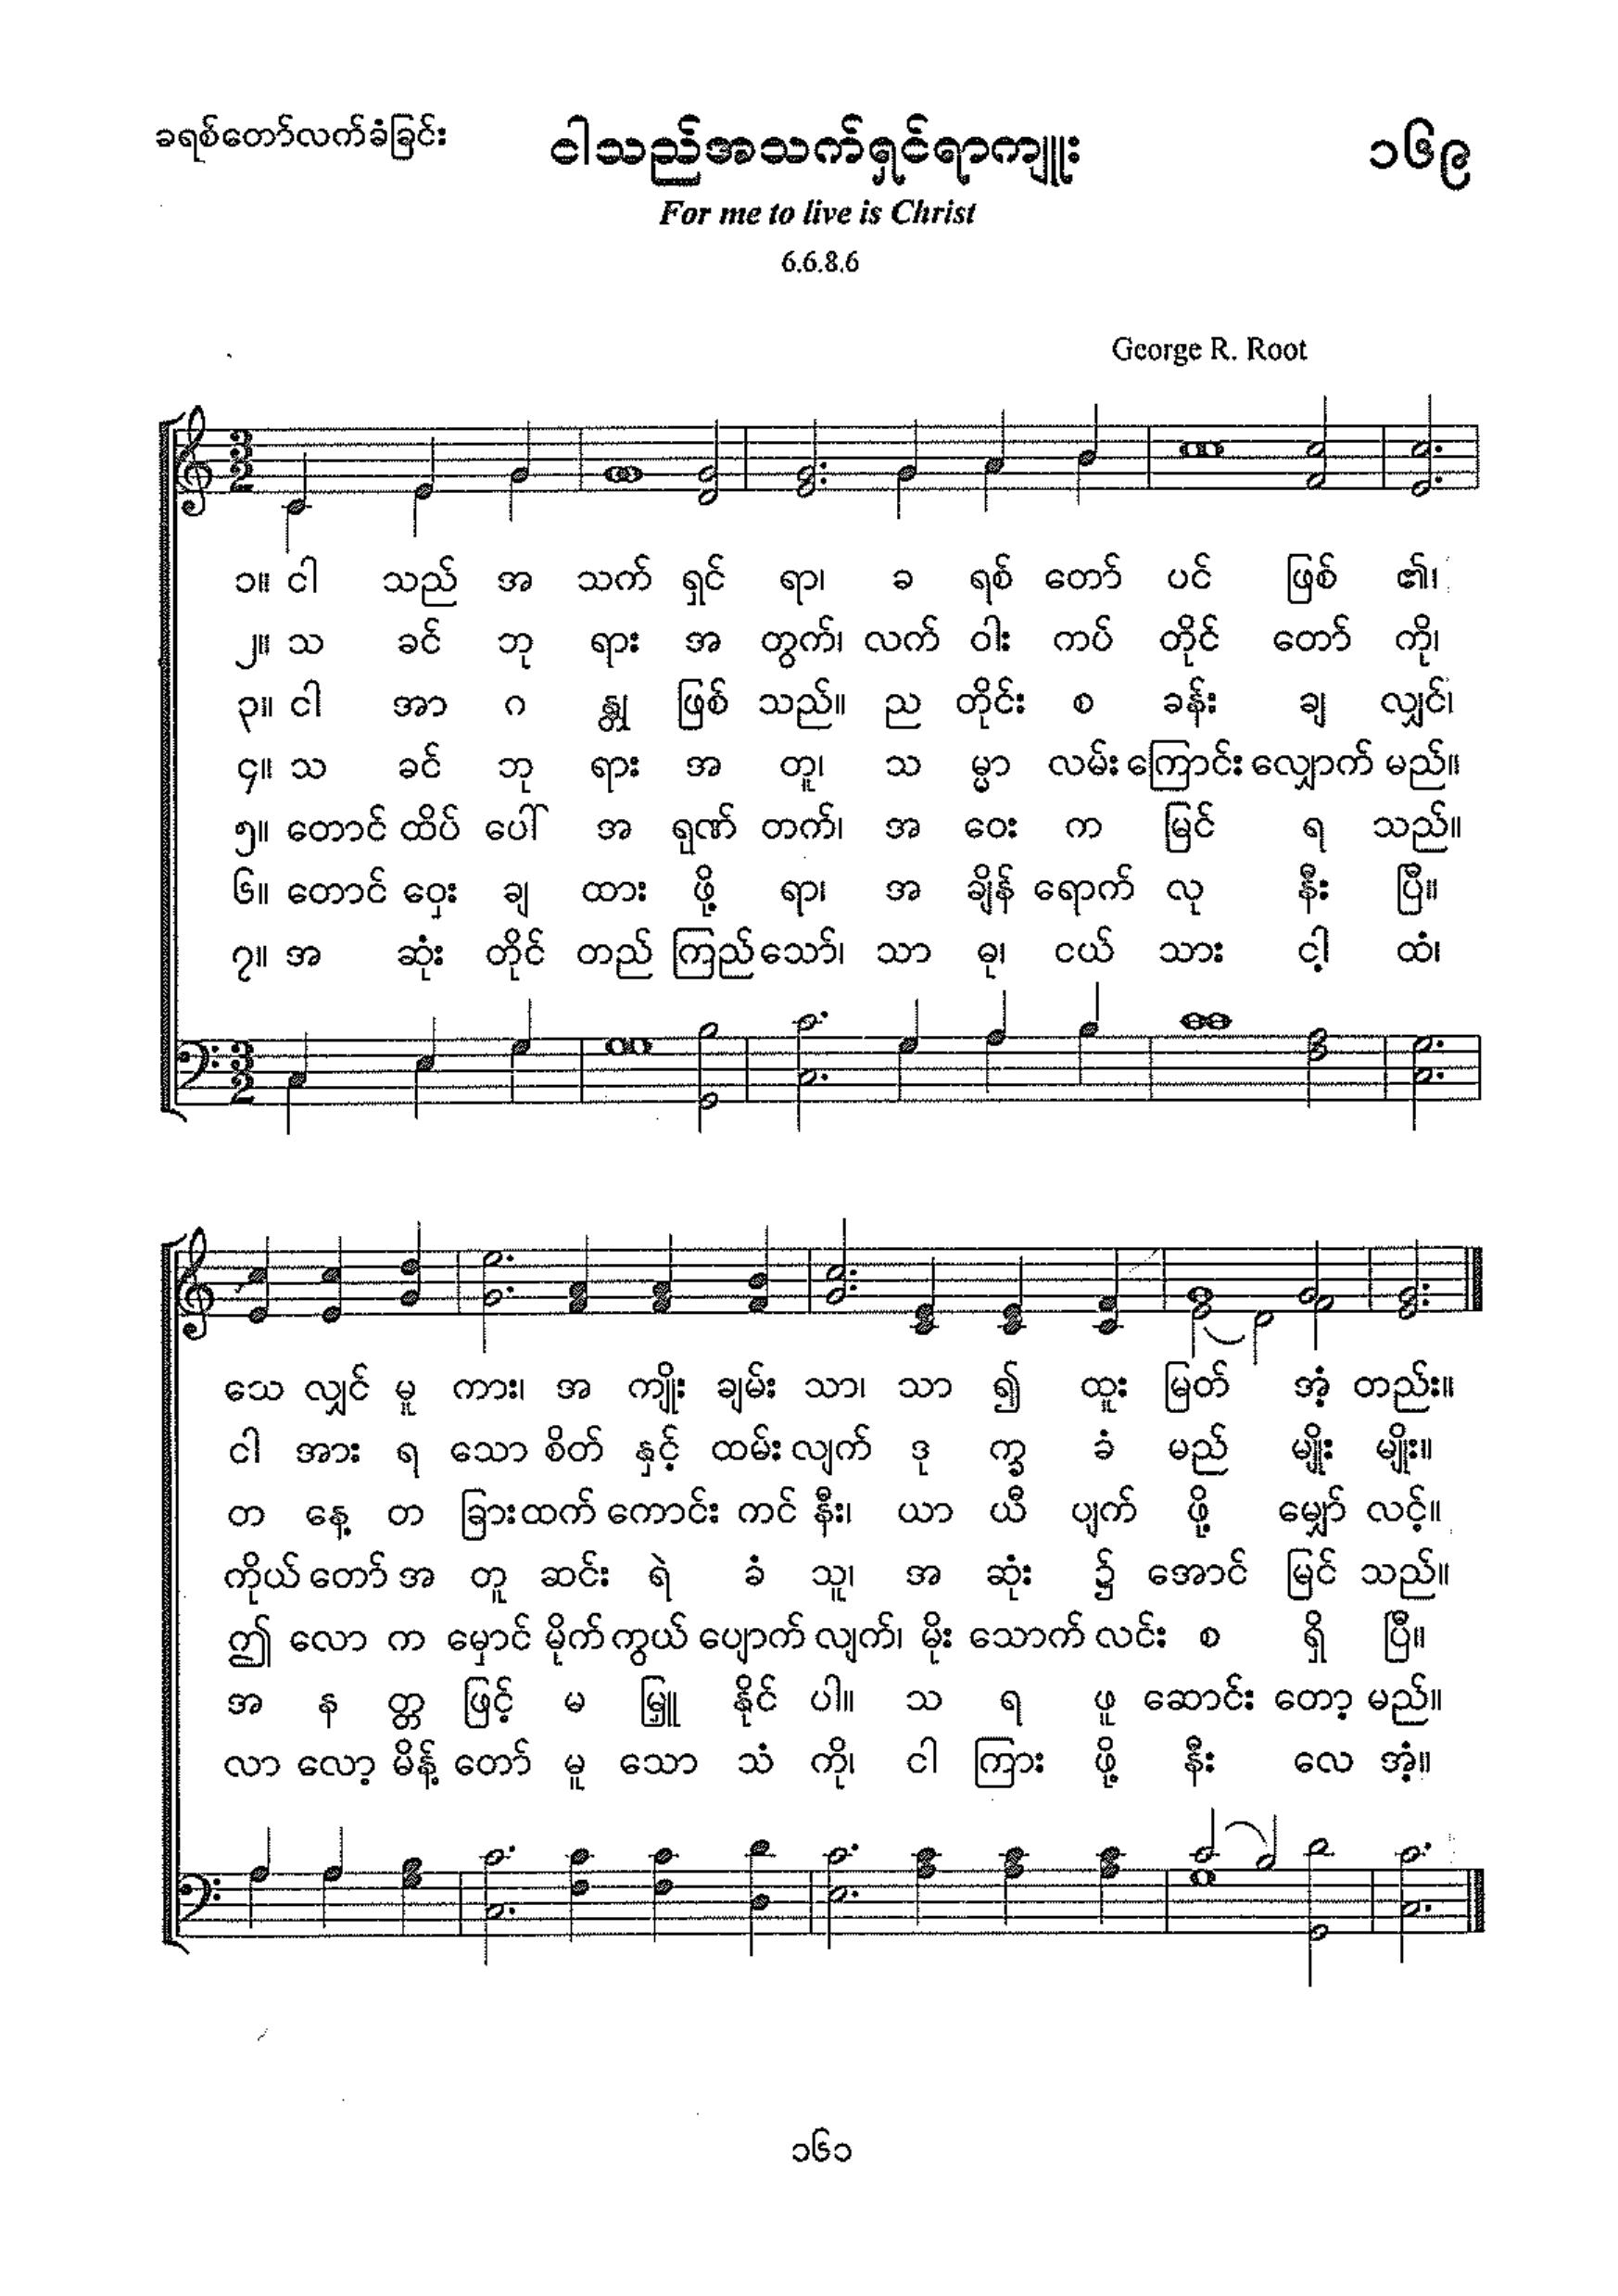 ခရစ်တော်လက်ခံခြင်း
ငါသည်အသက်ရှင်ရာကျူး
၁၆၉
For me to live is Christ
6.6.8.6
George R. Root
၁။ ငါ သည် အ သက် ရှင် ရာ၊ ခ ရစ် တော် ပင် ဖြစ် ၏၊
၂။ သ ခင် ဘု ရား အ တွက်၊ လက် ဝါး ကပ် တိုင် တော် ကို၊
၃။ ငါ အာ ဂ န္တု ဖြစ် သည်။ ည တိုင်း စ ခန်း ချ လျှင်၊
၄။ သ ခင် ဘု ရား အ တူ၊ သ မ္မာ လမ်း ကြောင်း လျှောက် မည်။
၅။ တောင် ထိပ် ပေါ် အ ရုဏ် တက်၊ အ ဝေး က မြင် ရ သည်။
၆။ တောင် ဝှေး ချ ထား ဖို့ ရာ၊ အ ချိန် ရောက် လု နီး ပြီ။
၇။ အ ဆုံး တိုင် တည် ကြည် သော်၊ သာ ဓု၊ ငယ် သား ငါ့ ထံ၊
သေ လျှင် မူ ကား၊ အ ကျိုး ချမ်း သာ၊ သာ ၍ ထူး မြတ် အံ့ တည်း။
ငါ အား ရ သော စိတ် နှင့် ထမ်း လျက် ဒု က္ခ ခံ မည် မျိုး မျိုး။
တ နေ့ တ ခြား ထက် ကောင်း ကင် နီး၊ ယာ ယီ ပျက် ဖို့ မျှော် လင့်။
ကိုယ် တော် အ တူ ဆင်း ရဲ ခံ သူ၊ အ ဆုံး ၌ အောင် မြင် သည်။
ဤ လော က မှောင် မိုက် ကွယ် ပျောက် လျက်၊ မိုး သောက် လင်း စ ရှိ ပြီ။
အ န တ္တ ဖြင့် မ မြှူ နိုင် ပါ။ သ ရ ဖူ ဆောင်း တော့ မည်။
လာ လော့ မိန့် တော် မူ သော သံ ကို၊ ငါ ကြား ဖို့ နီး လေ အံ့။
၁၆၁